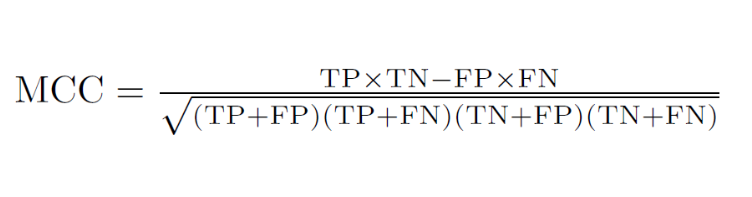 MCC = TP×TN−FP×FN / √(TP+FP)(TP+FN)(TN+FP)(TN+FN)